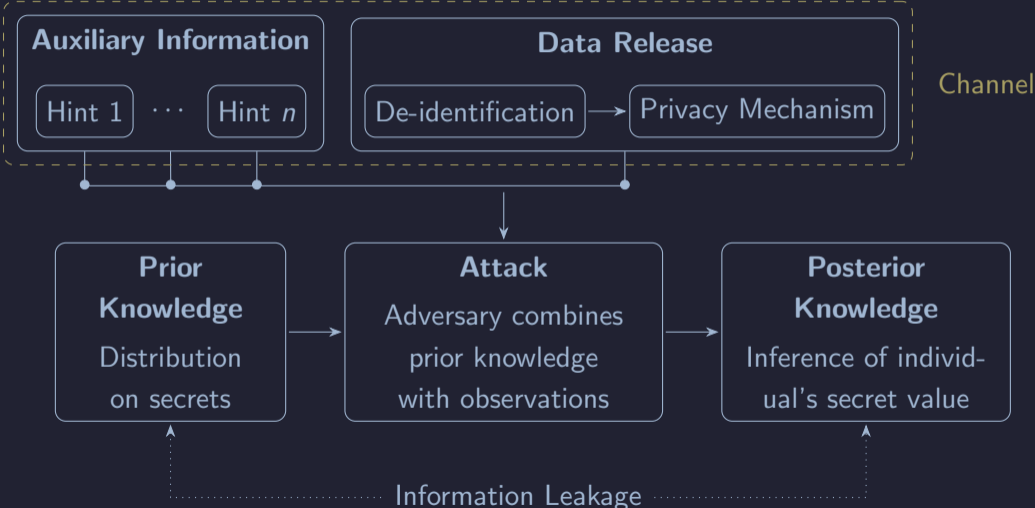 Auxiliary Information
Hint 1 ... Hint n
Data Release
De-identification
Privacy Mechanism
Channel
Prior
Knowledge
Distribution
on secrets
Attack
Adversary combines
prior knowledge
with observations
Posterior
Knowledge
Inference of individ-
ual's secret value
Information Leakage